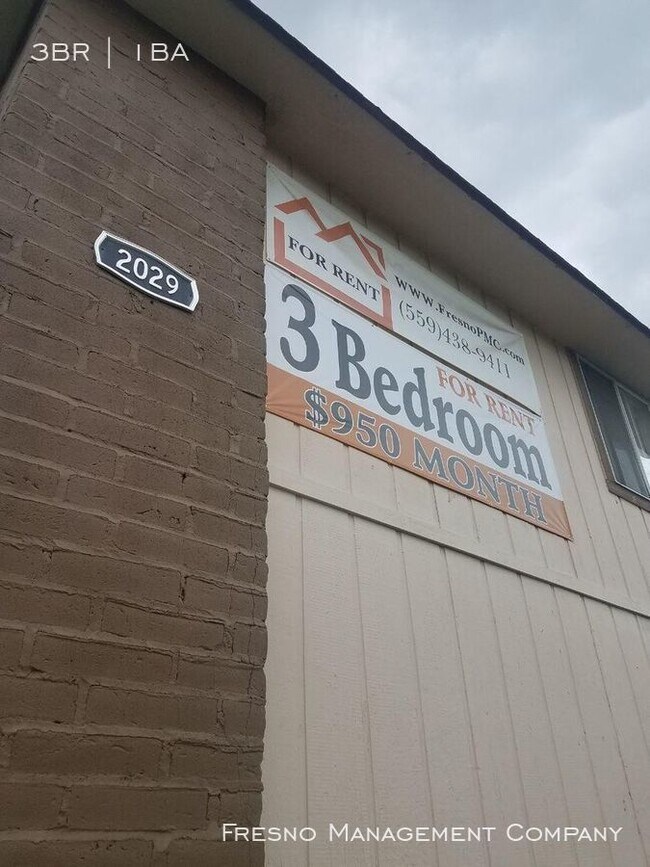 3BR | 1BA
2029
FOR RENT
www.FresnoPMC.com
(559)438-9411
FOR RENT
3 Bedroom
$950 MONTH
Fresno Management Company